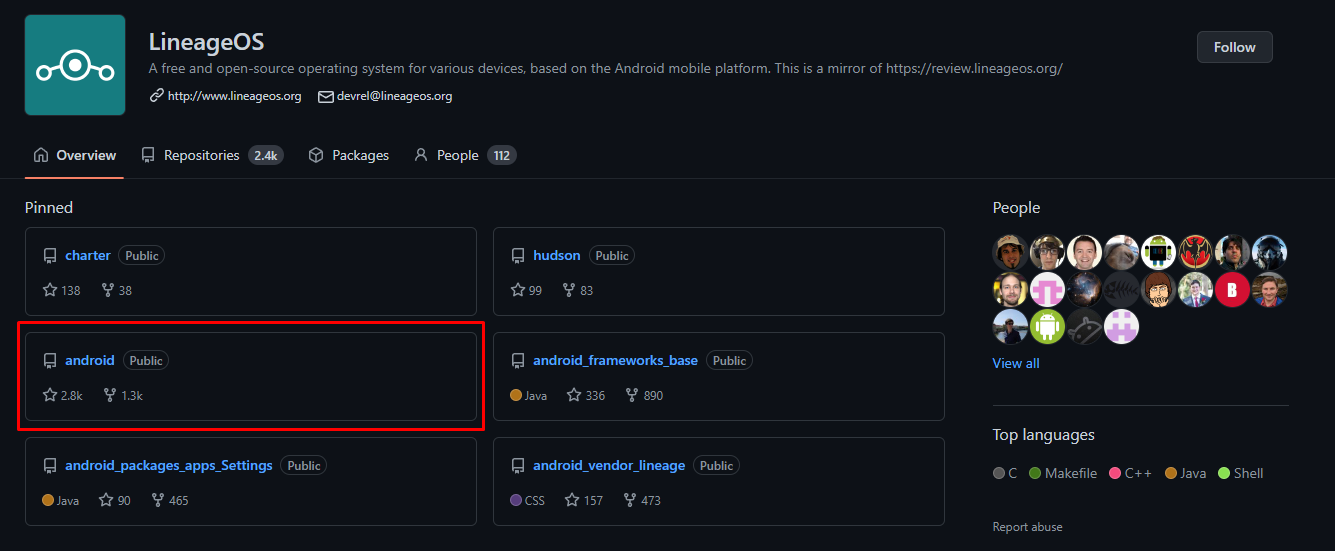 LineageOS
A free and open-source operating system for various devices, based on the Android mobile platform. This is a mirror of https://review.lineageos.org/
Follow
http://www.lineageos.org devrel@lineageos.org
Overview Repositories 2.4k Packages People 112
Pinned
charter Public
138 38
hudson Public
99 83
android Public
2.8k 1.3k
android_frameworks_base Public
Java 336 890
android_packages_apps_Settings Public
Java 90 465
android_vendor_lineage Public
CSS 157 473
People
B
View all
Top languages
C Makefile C++ Java Shell
Report abuse